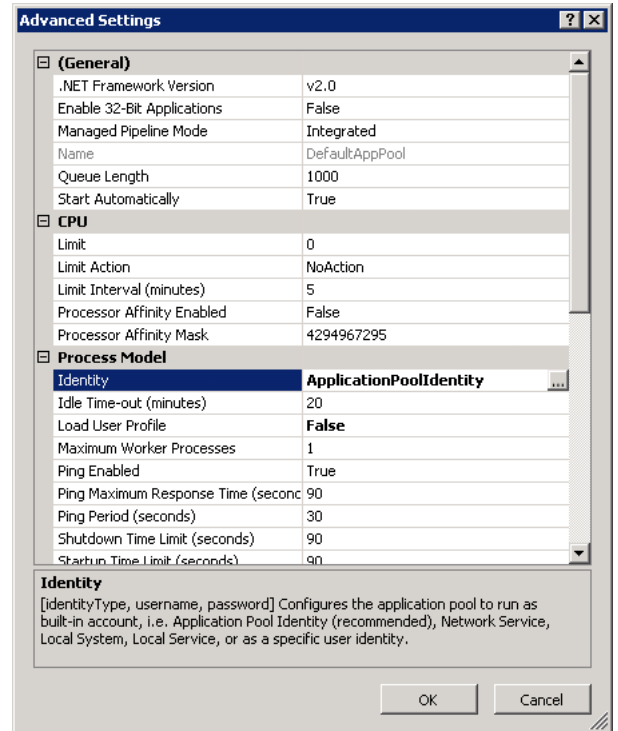 Advanced Settings
(General)
.NET Framework Version v2.0
Enable 32-Bit Applications False
Managed Pipeline Mode Integrated
Name DefaultAppPool
Queue Length 1000
Start Automatically True
CPU
Limit 0
Limit Action NoAction
Limit Interval (minutes) 5
Processor Affinity Enabled False
Processor Affinity Mask 4294967295
Process Model
Identity ApplicationPoolIdentity ...
Idle Time-out (minutes) 20
Load User Profile False
Maximum Worker Processes 1
Ping Enabled True
Ping Maximum Response Time (secon 90
Ping Period (seconds) 30
Shutdown Time Limit (seconds) 90
Startup Time Limit (seconds) 90
Identity
[identityType, username, password] Configures the application pool to run as
built-in account, i.e. Application Pool Identity (recommended), Network Service,
Local System, Local Service, or as a specific user identity.
OK Cancel